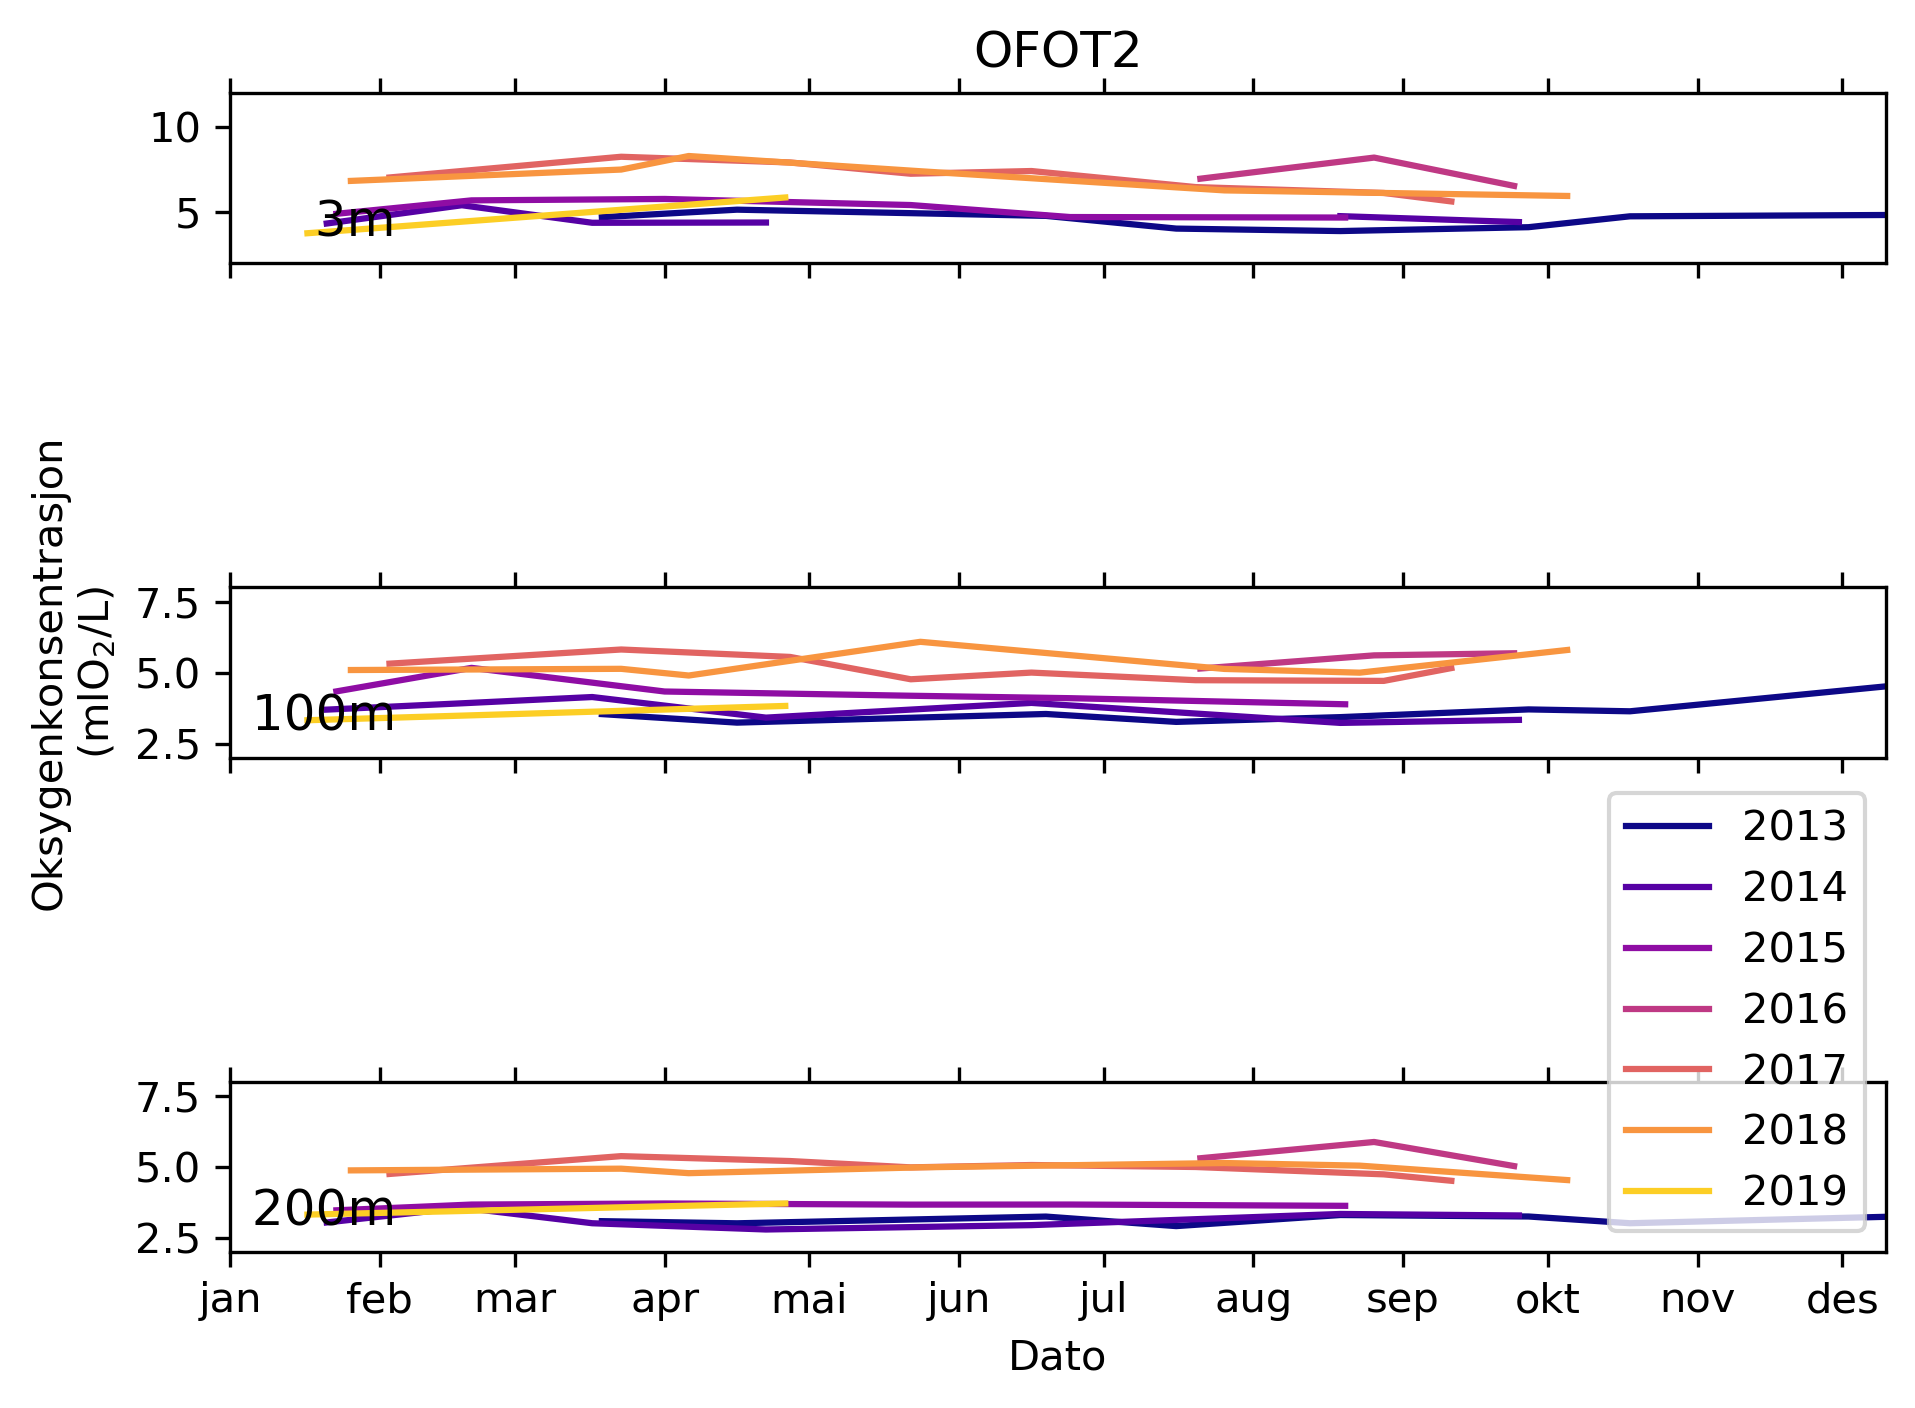 OFOT2
10
5
3m
Oksygenkonsentrasjon
(mlO₂/L)
7.5
5.0
2.5
100m
7.5
5.0
2.5
200m
2013
2014
2015
2016
2017
2018
2019
jan feb mar apr mai jun jul aug sep okt nov des
Dato